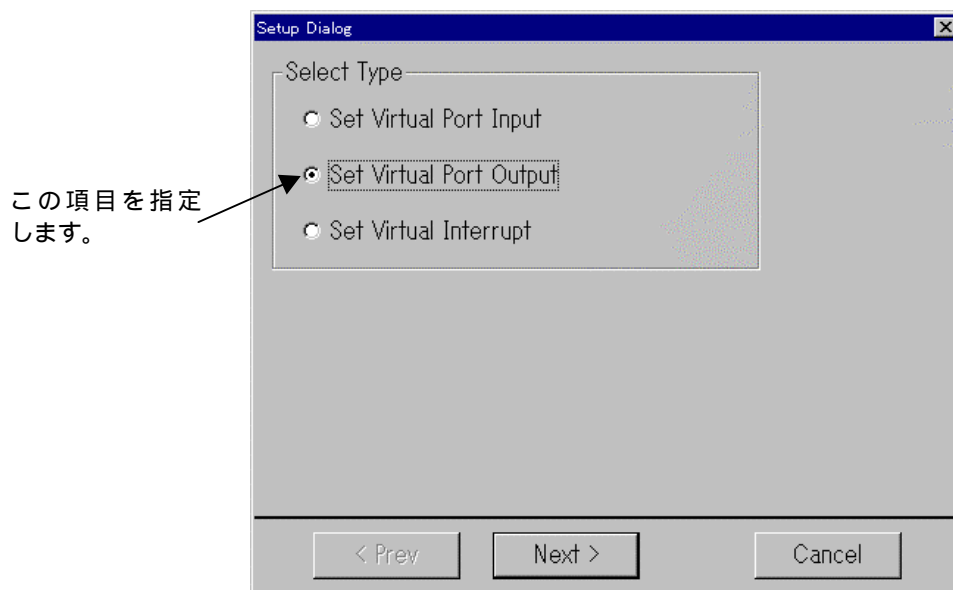 Setup Dialog
Select Type
Set Virtual Port Input
Set Virtual Port Output
Set Virtual Interrupt
この項目を指定
します。
< Prev
Next >
Cancel